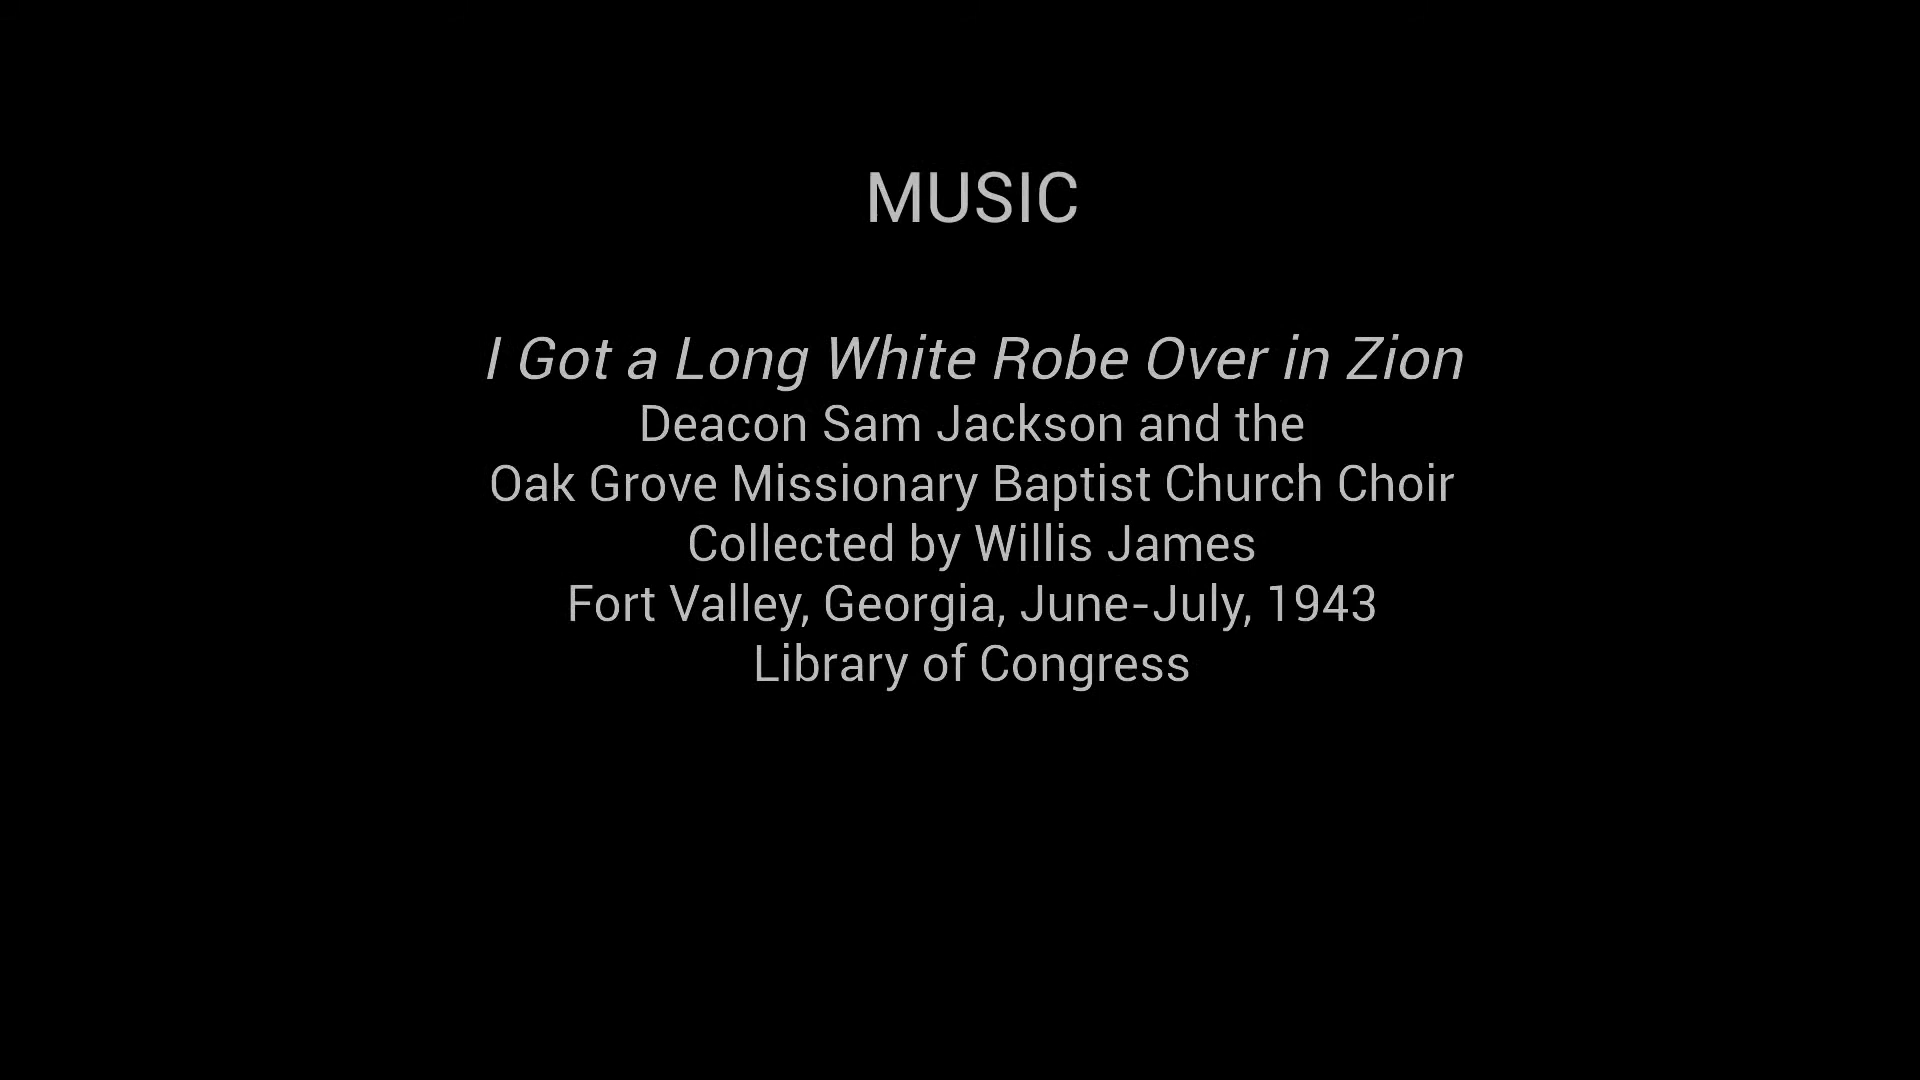 MUSIC
I Got a Long White Robe Over in Zion
Deacon Sam Jackson and the
Oak Grove Missionary Baptist Church Choir
Collected by Willis James
Fort Valley, Georgia, June-July, 1943
Library of Congress